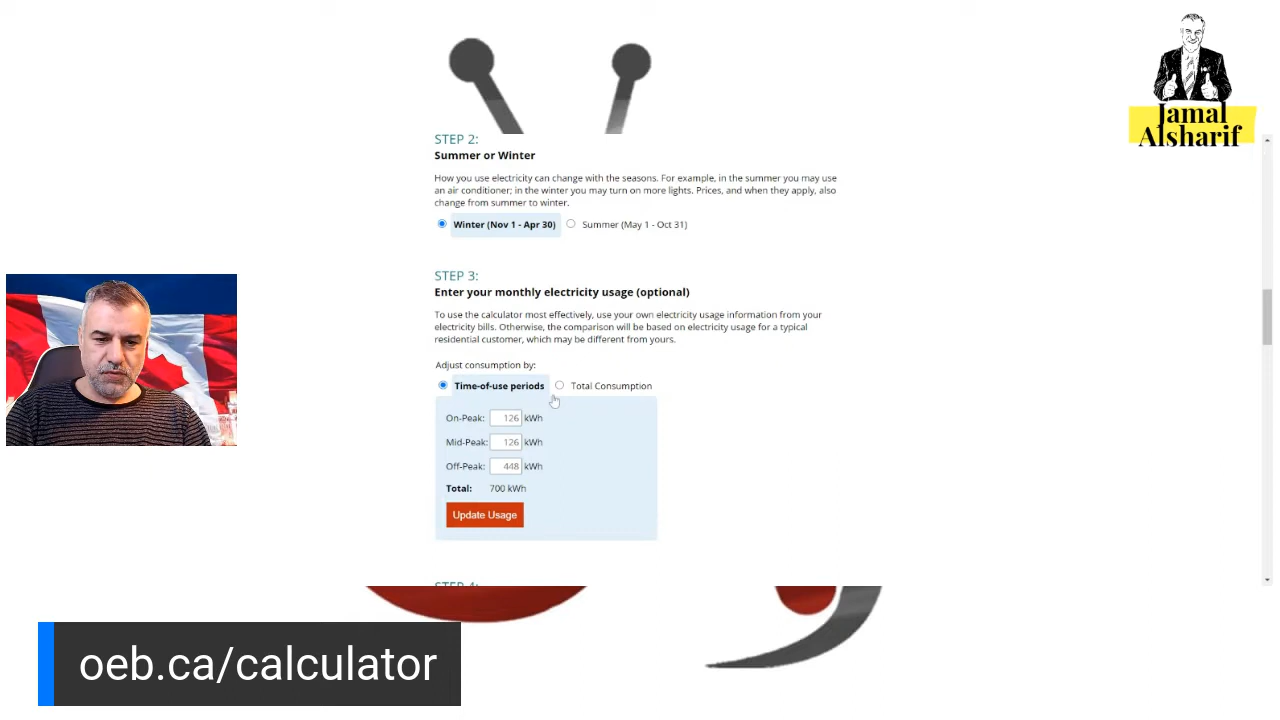 Jamal
Alsharif
STEP 2:
Summer or Winter
How you use electricity can change with the seasons. For example, in the summer you may use
an air conditioner; in the winter you may turn on more lights. Prices, and when they apply, also
change from summer to winter.
Winter (Nov 1 - Apr 30) Summer (May 1 - Oct 31)
STEP 3:
Enter your monthly electricity usage (optional)
To use the calculator most effectively, use your own electricity usage information from your
electricity bills. Otherwise, the comparison will be based on electricity usage for a typical
residential customer, which may be different from yours.
Adjust consumption by:
Time-of-use periods Total Consumption
On-Peak: 126 kWh
Mid-Peak: 126 kWh
Off-Peak: 448 kWh
Total: 700 kWh
Update Usage
STEP 4:
oeb.ca/calculator